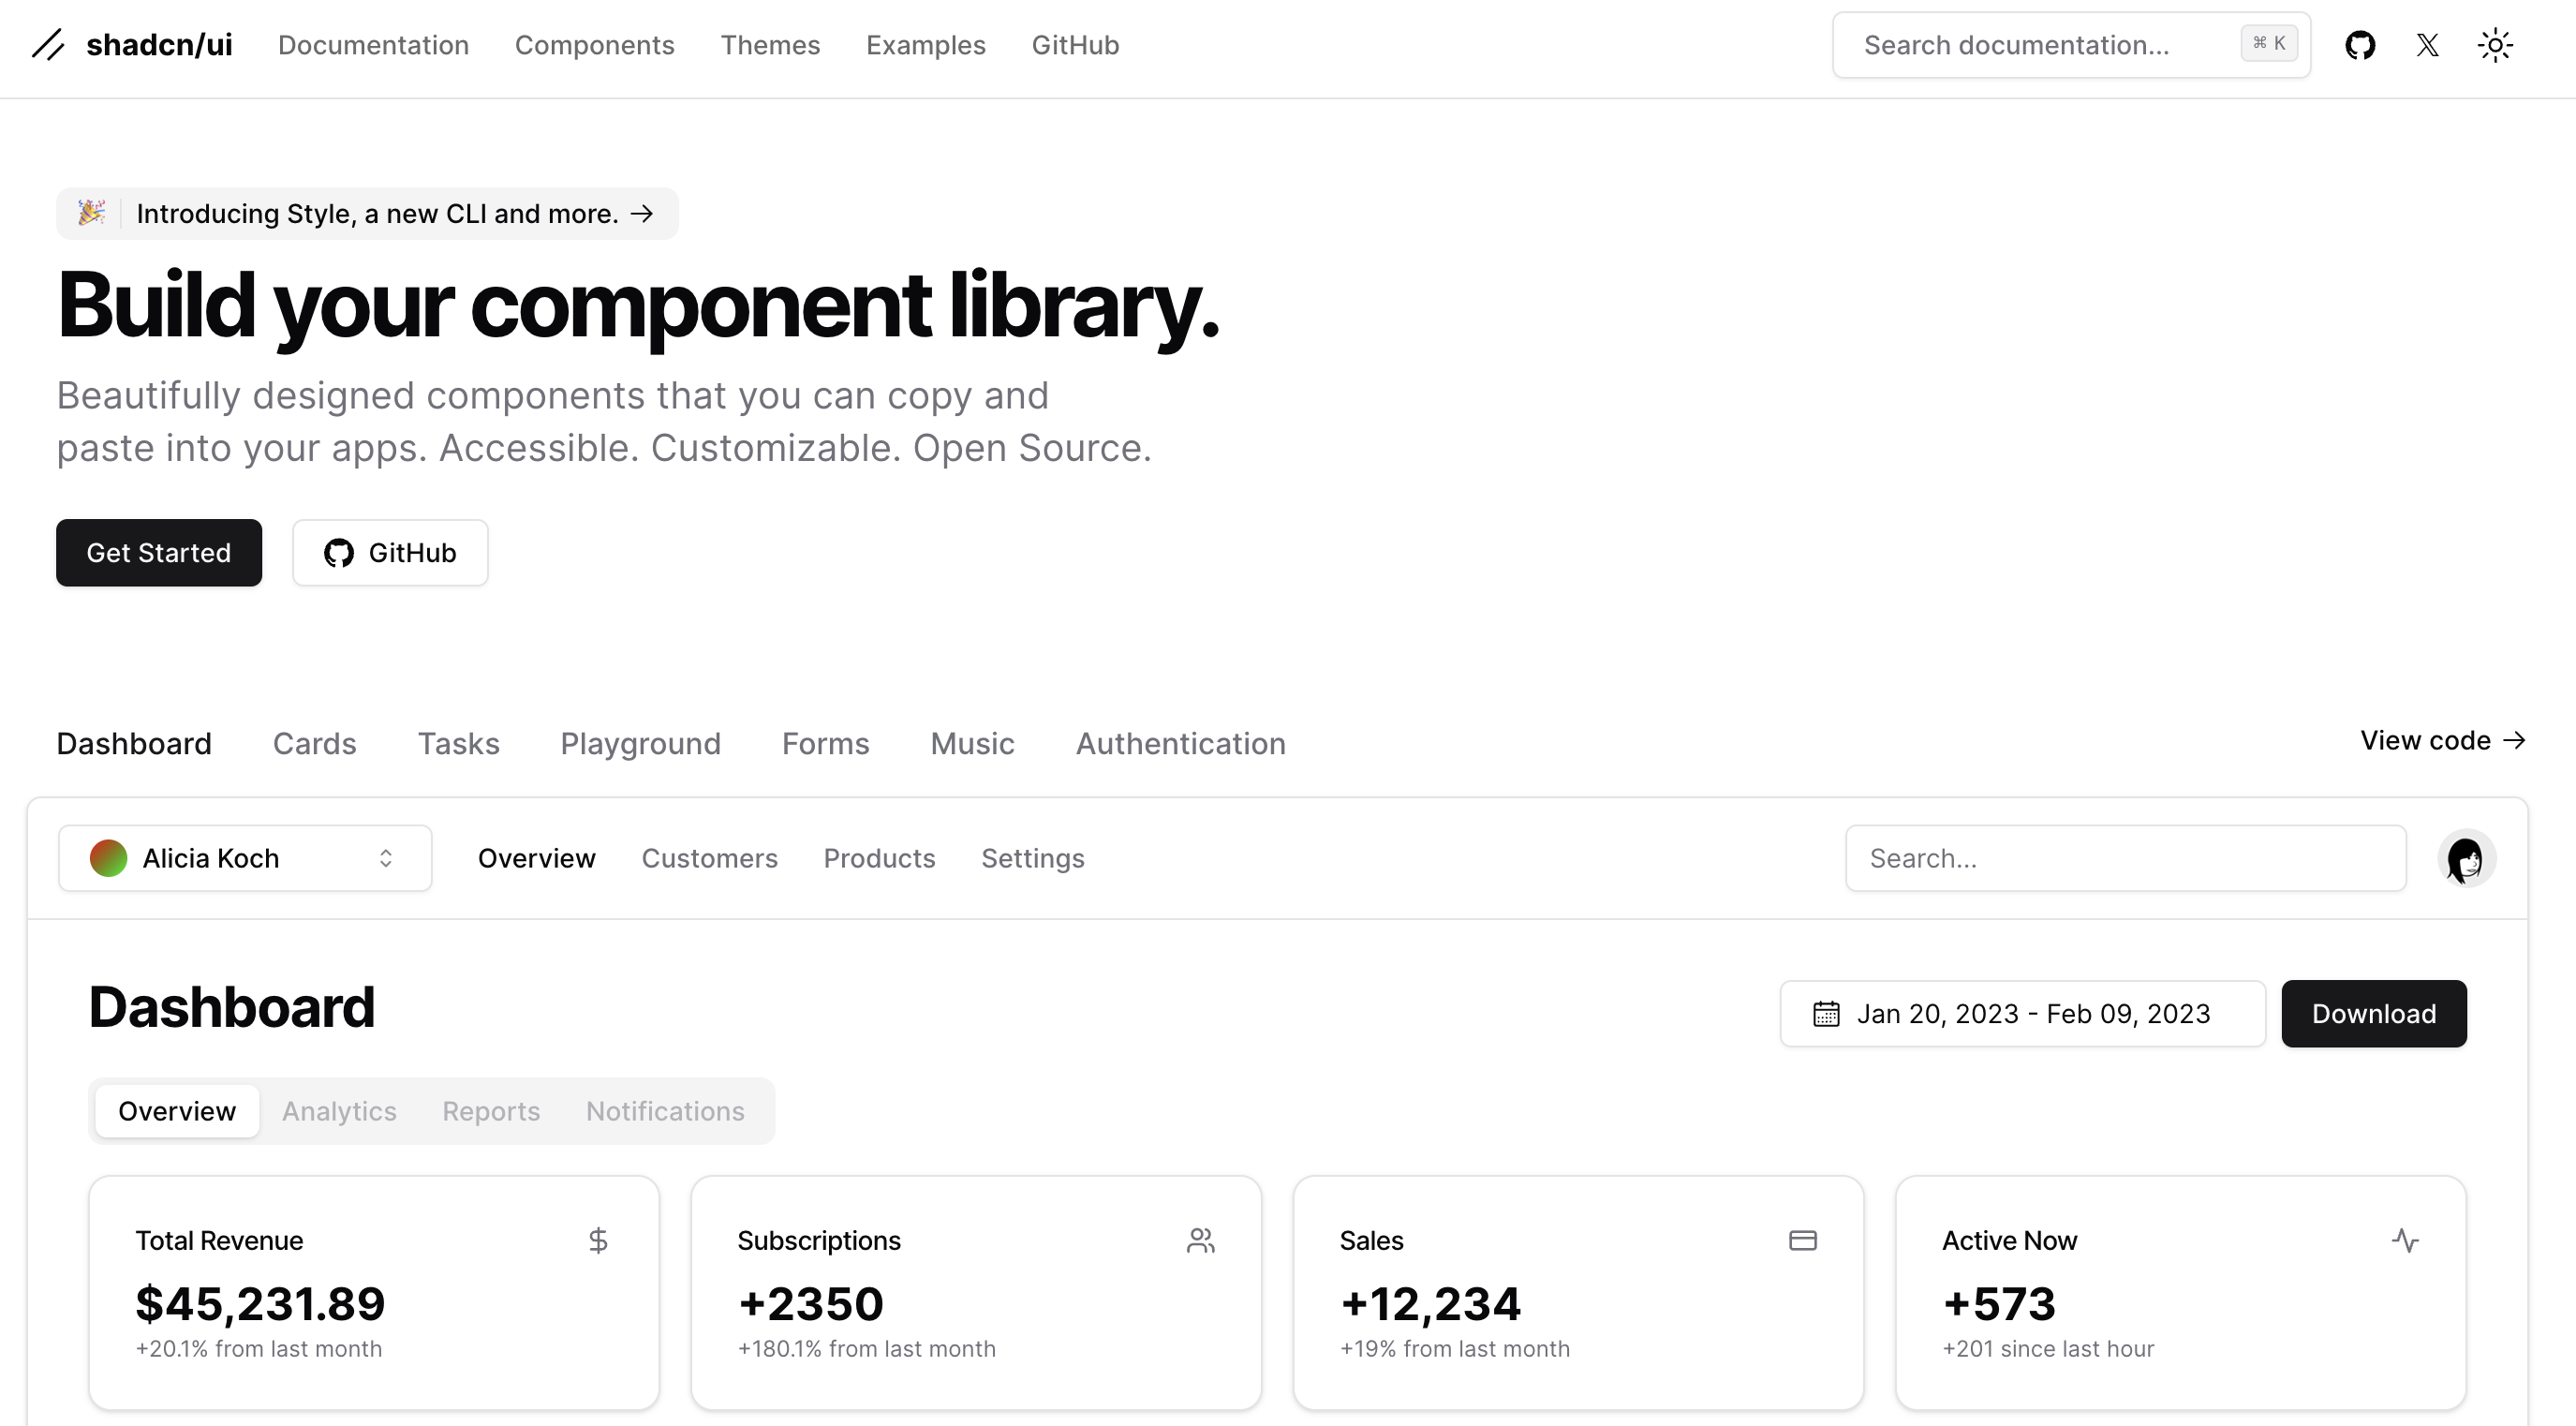 shadcn/ui Documentation Components Themes Examples GitHub Search documentation... ⌘ K
Introducing Style, a new CLI and more. →
Build your component library.
Beautifully designed components that you can copy and
paste into your apps. Accessible. Customizable. Open Source.
Get Started GitHub
Dashboard Cards Tasks Playground Forms Music Authentication View code →
Alicia Koch Overview Customers Products Settings Search...
Dashboard Jan 20, 2023 - Feb 09, 2023 Download
Overview Analytics Reports Notifications
Total Revenue $ Subscriptions Sales Active Now
$45,231.89 +2350 +12,234 +573
+20.1% from last month +180.1% from last month +19% from last month +201 since last hour